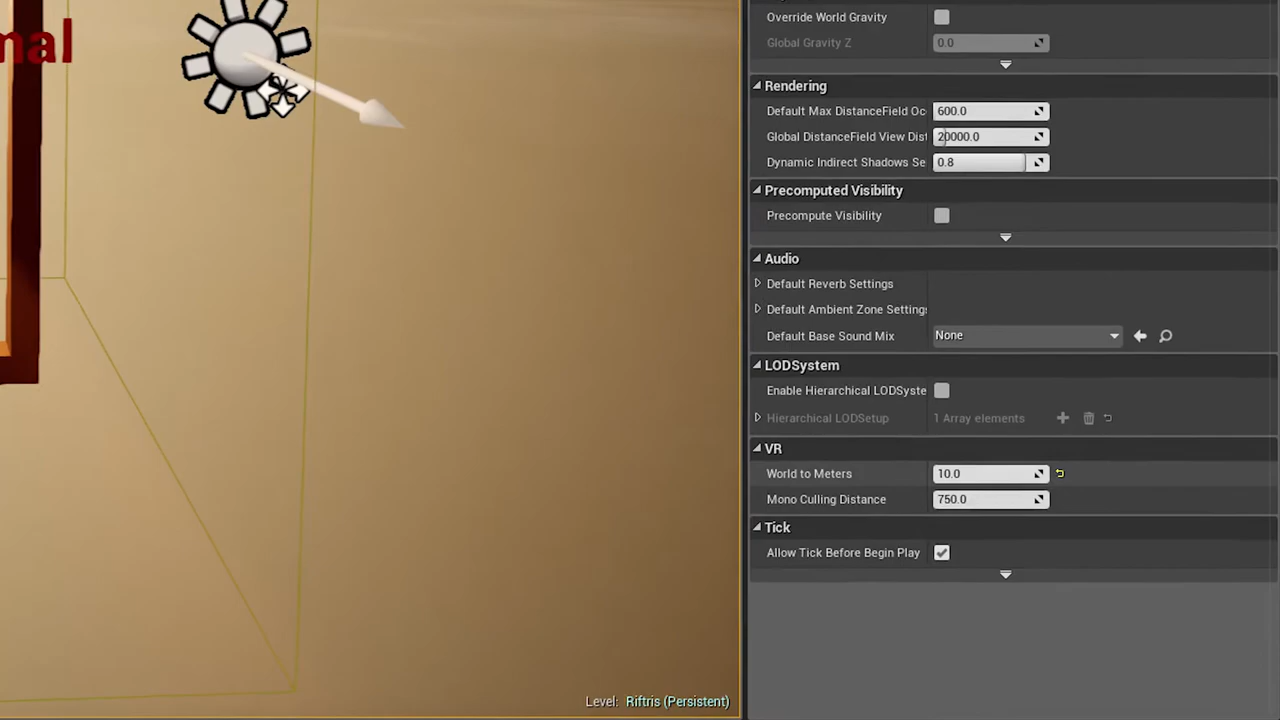 mal
Override World Gravity
Global Gravity Z 0.0
Rendering
Default Max DistanceField Oc 600.0
Global DistanceField View Dist 20000.0
Dynamic Indirect Shadows Se 0.8
Precomputed Visibility
Precompute Visibility
Audio
Default Reverb Settings
Default Ambient Zone Settings
Default Base Sound Mix None
LODSystem
Enable Hierarchical LODSyste
Hierarchical LODSetup 1 Array elements
VR
World to Meters 10.0
Mono Culling Distance 750.0
Tick
Allow Tick Before Begin Play
Level: Riftris (Persistent)